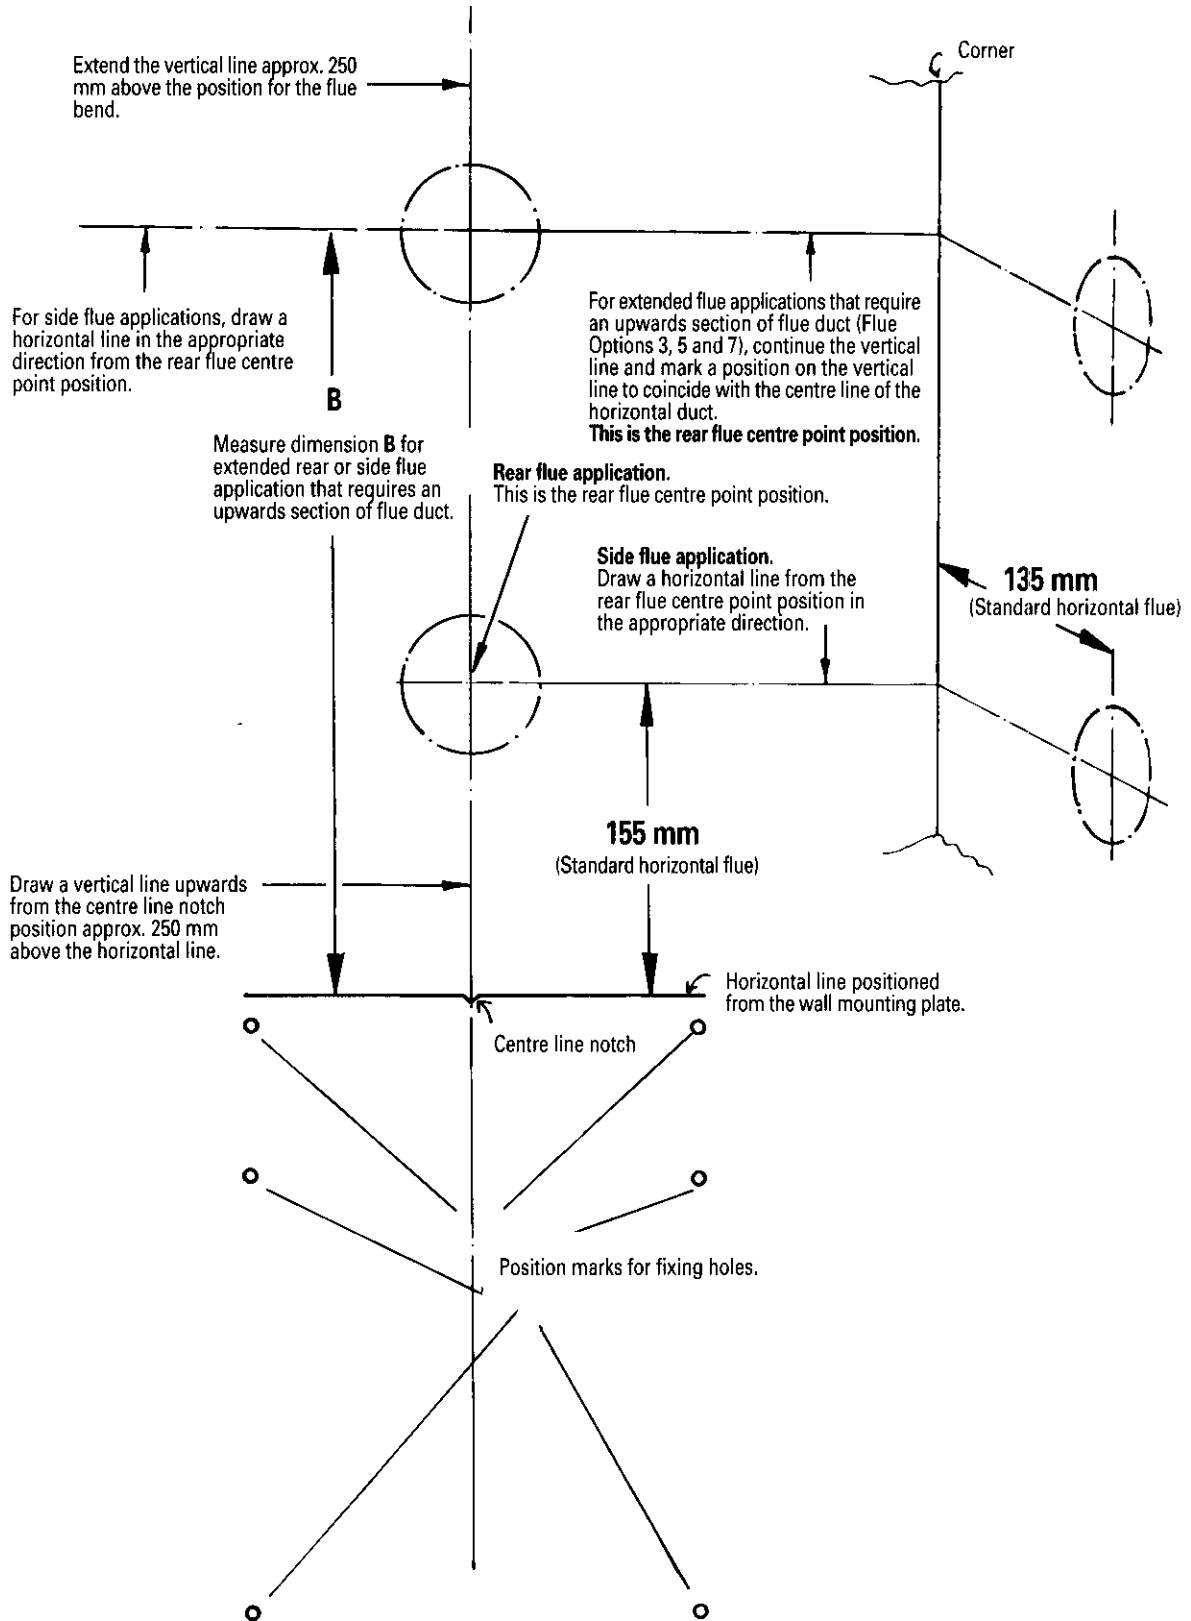 Corner
Extend the vertical line approx. 250
mm above the position for the flue
bend.
For side flue applications, draw a
horizontal line in the appropriate
direction from the rear flue centre
point position.
B
For extended flue applications that require
an upwards section of flue duct (Flue
Options 3, 5 and 7), continue the vertical
line and mark a position on the vertical
line to coincide with the centre line of the
horizontal duct.
This is the rear flue centre point position.
Measure dimension B for
extended rear or side flue
application that requires an
upwards section of flue duct.
Rear flue application.
This is the rear flue centre point position.
Side flue application.
Draw a horizontal line from the
rear flue centre point position in
the appropriate direction.
135 mm
(Standard horizontal flue)
155 mm
(Standard horizontal flue)
Draw a vertical line upwards
from the centre line notch
position approx. 250 mm
above the horizontal line.
Horizontal line positioned
from the wall mounting plate.
Centre line notch
Position marks for fixing holes.